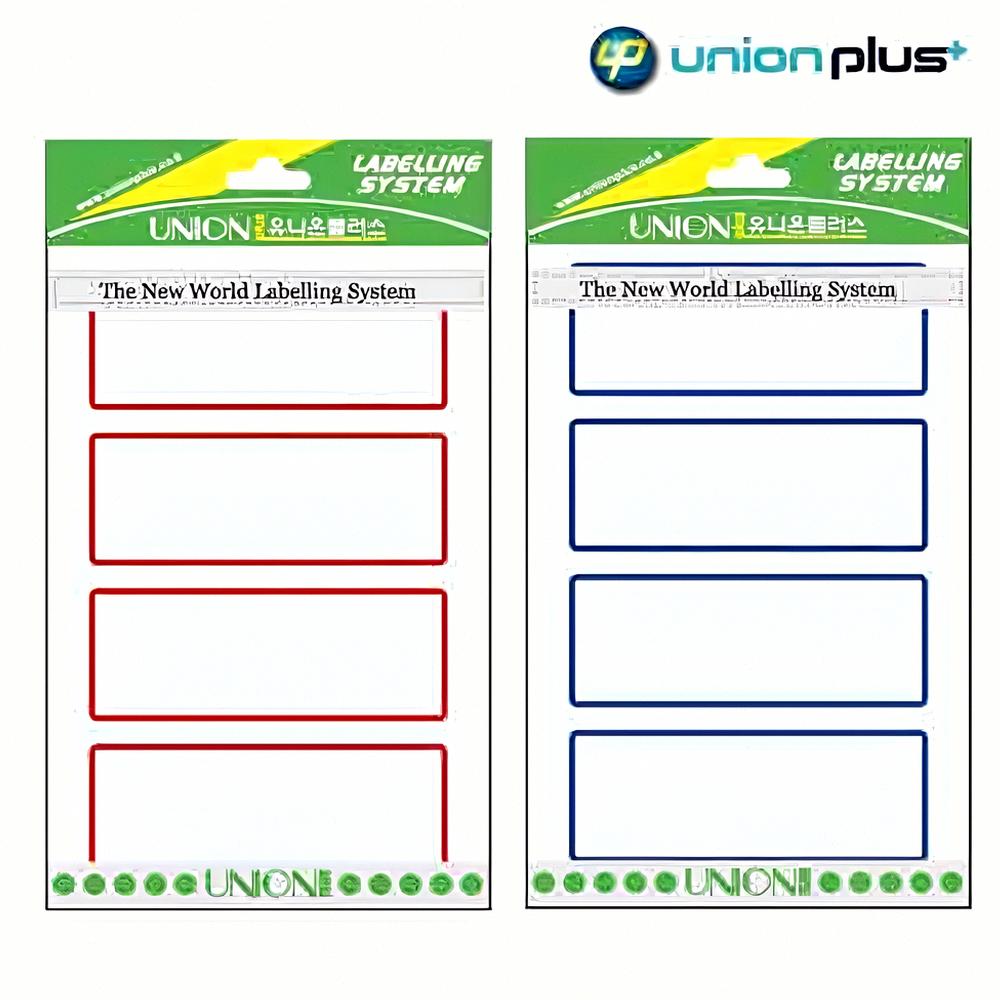 union plus+
LABELLING
SYSTEM
UNION 유니온플러스
The New World Labelling System
UNION
LABELLING
SYSTEM
UNION 유니온플러스
The New World Labelling System
UNION